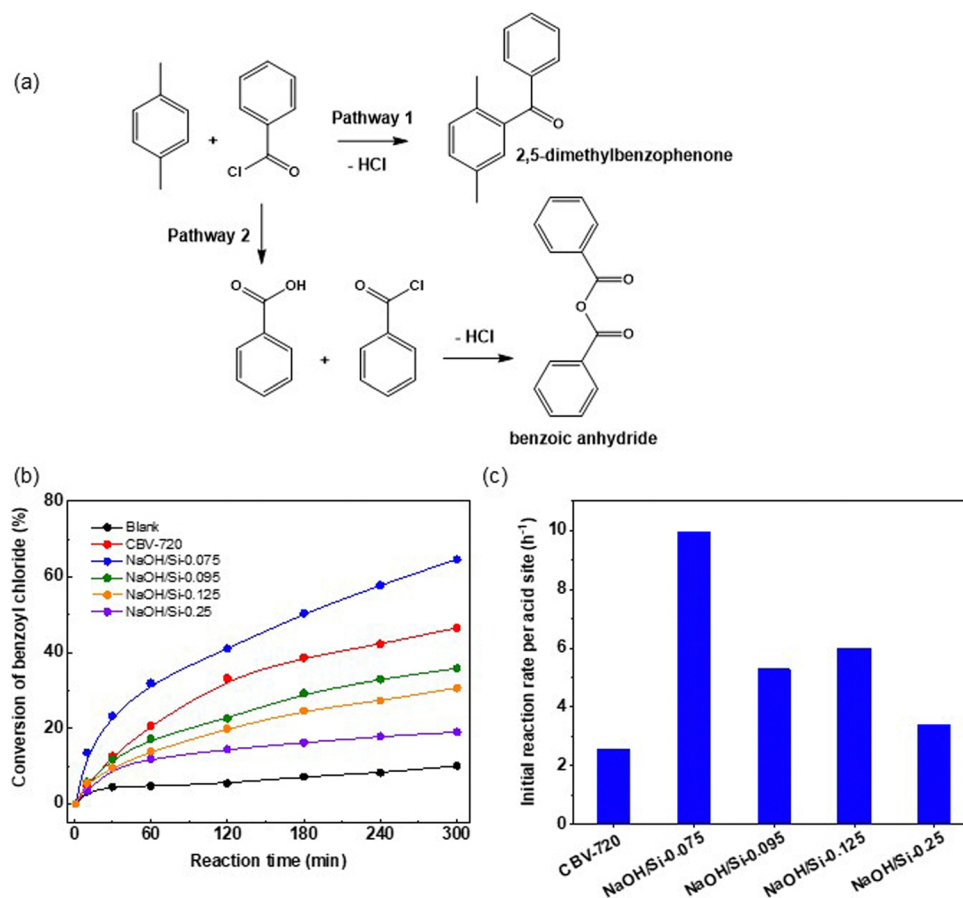 (a)
+
Cl
O
Pathway 1
- HCl
O
2,5-dimethylbenzophenone
Pathway 2
O
OH
+
O
Cl
- HCl
O
O
O
benzoic anhydride
(b)
Conversion of benzoyl chloride (%)
80
60
40
20
0
Blank
CBV-720
NaOH/Si-0.075
NaOH/Si-0.095
NaOH/Si-0.125
NaOH/Si-0.25
0 60 120 180 240 300
Reaction time (min)
(c)
Initial reaction rate per acid site (h-1)
10
8
6
4
2
0
CBV-720
NaOH/Si-0.075
NaOH/Si-0.095
NaOH/Si-0.125
NaOH/Si-0.25